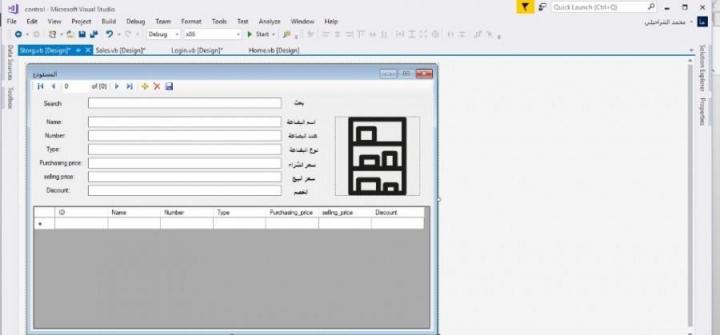 control - Microsoft Visual Studio
Quick Launch (Ctrl+Q)
File Edit View Project Build Debug Team Format Tools Test Analyze Window Help
محمد الشراحيلي
Debug x86 Start
Storg.vb [Design]* Sales.vb [Design]* Login.vb [Design]* Home.vb [Design]*
Data Sources
Toolbox
Solution Explorer
Properties
المستودع
0 of {0}
Search بحث
Name: اسم البضاعة
Number: عدد البضاعة
Type: نوع البضاعة
Purchasing price: سعر الشراء
selling price: سعر البيع
Discount: الخصم
ID Name Number Type Purchasing_price selling_price Discount